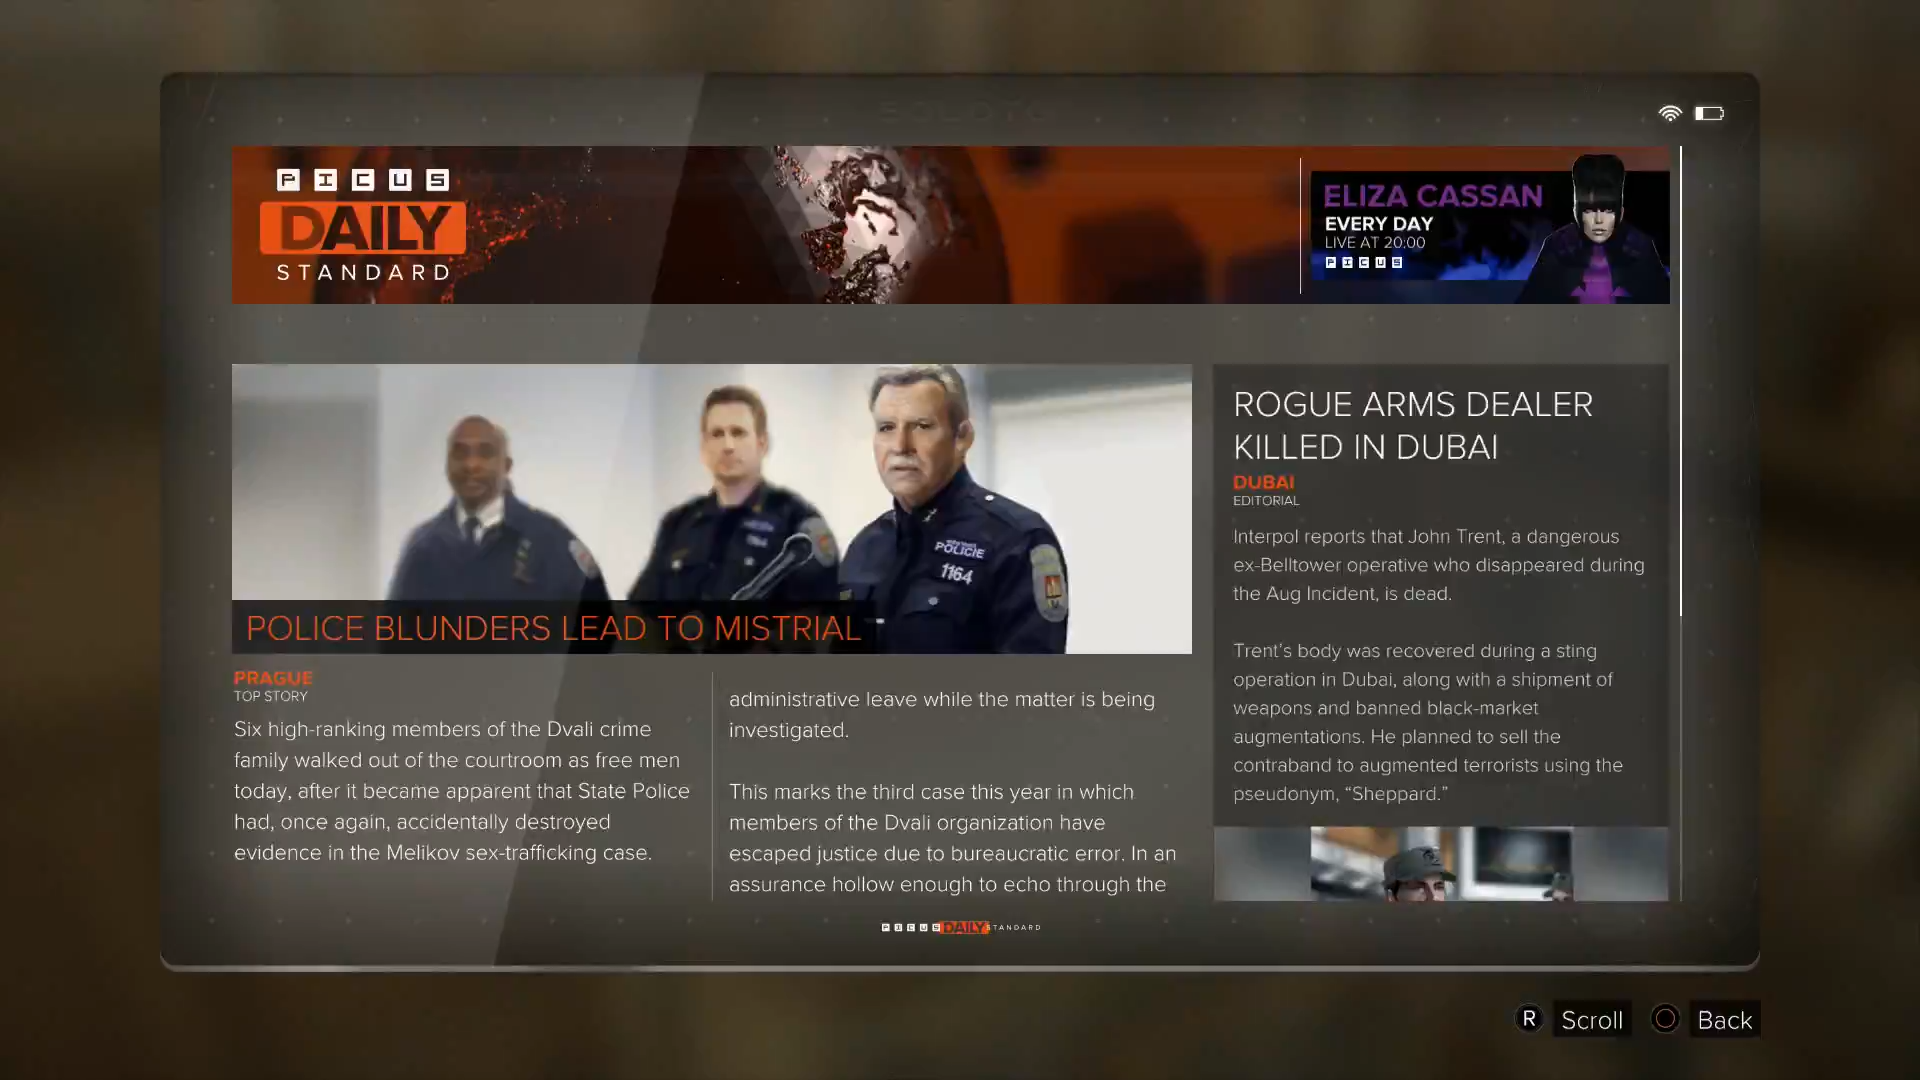 PICUS
DAILY
STANDARD
ELIZA CASSAN
EVERY DAY
LIVE AT 20:00
PICUS
POLICIE
1164
POLICE BLUNDERS LEAD TO MISTRIAL
PRAGUE
TOP STORY
Six high-ranking members of the Dvali crime
family walked out of the courtroom as free men
today, after it became apparent that State Police
had, once again, accidentally destroyed
evidence in the Melikov sex-trafficking case.
administrative leave while the matter is being
investigated.
This marks the third case this year in which
members of the Dvali organization have
escaped justice due to bureaucratic error. In an
assurance hollow enough to echo through the
ROGUE ARMS DEALER
KILLED IN DUBAI
DUBAI
EDITORIAL
Interpol reports that John Trent, a dangerous
ex-Belltower operative who disappeared during
the Aug Incident, is dead.
Trent’s body was recovered during a sting
operation in Dubai, along with a shipment of
weapons and banned black-market
augmentations. He planned to sell the
contraband to augmented terrorists using the
pseudonym, “Sheppard.”
PICUS DAILY STANDARD
R Scroll Back